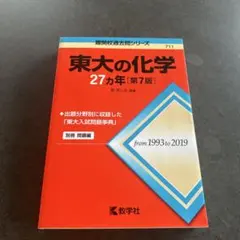 難関校過去問シリーズ
東大の化学
27カ年[第7版]
●出題分野別に収録した
「東大入試問題事典」
別冊 問題編
from 1993 to 2019
教学社